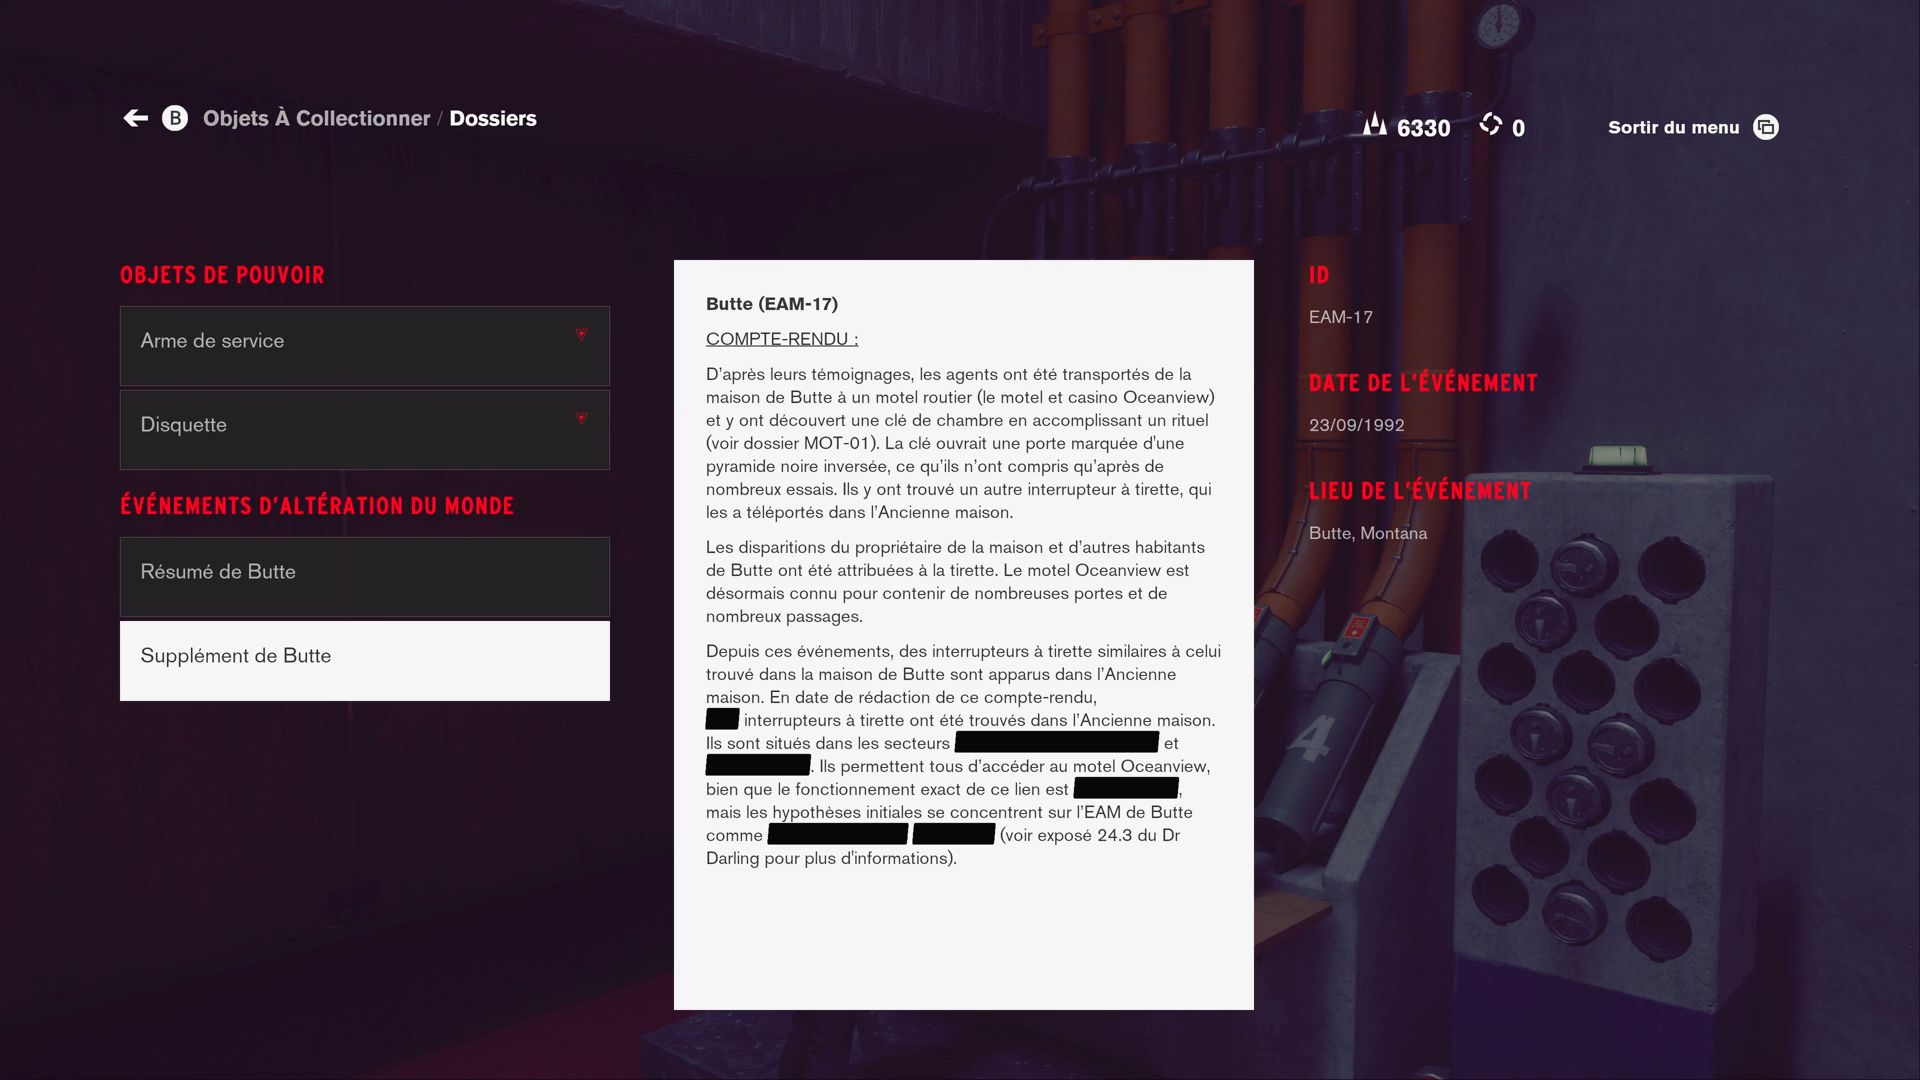 B Objets À Collectionner / Dossiers
6330 0 Sortir du menu
OBJETS DE POUVOIR
Arme de service
Disquette
ÉVÉNEMENTS D'ALTÉRATION DU MONDE
Résumé de Butte
Supplément de Butte
Butte (EAM-17)
COMPTE-RENDU :
D'après leurs témoignages, les agents ont été transportés de la
maison de Butte à un motel routier (le motel et casino Oceanview)
et y ont découvert une clé de chambre en accomplissant un rituel
(voir dossier MOT-01). La clé ouvrait une porte marquée d'une
pyramide noire inversée, ce qu'ils n'ont compris qu'après de
nombreux essais. Ils y ont trouvé un autre interrupteur à tirette, qui
les a téléportés dans l'Ancienne maison.
Les disparitions du propriétaire de la maison et d'autres habitants
de Butte ont été attribuées à la tirette. Le motel Oceanview est
désormais connu pour contenir de nombreuses portes et de
nombreux passages.
Depuis ces événements, des interrupteurs à tirette similaires à celui
trouvé dans la maison de Butte sont apparus dans l'Ancienne
maison. En date de rédaction de ce compte-rendu,
interrupteurs à tirette ont été trouvés dans l'Ancienne maison.
Ils sont situés dans les secteurs et
. Ils permettent tous d'accéder au motel Oceanview,
bien que le fonctionnement exact de ce lien est ,
mais les hypothèses initiales se concentrent sur l'EAM de Butte
comme (voir exposé 24.3 du Dr
Darling pour plus d'informations).
ID
EAM-17
DATE DE L'ÉVÉNEMENT
23/09/1992
LIEU DE L'ÉVÉNEMENT
Butte, Montana
4